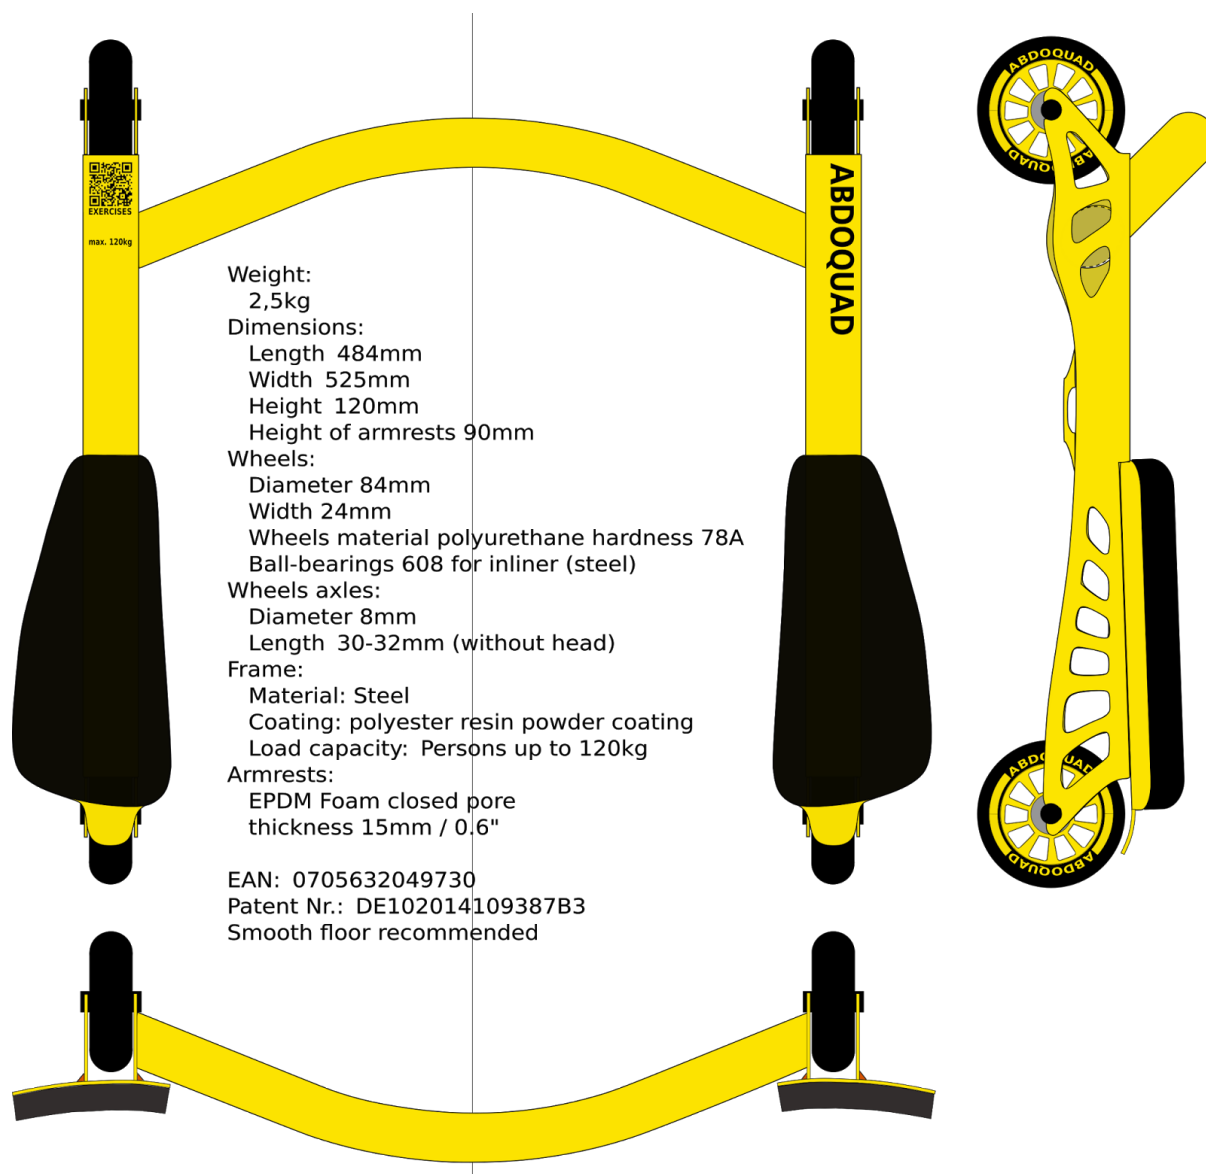 ABDOQUAD
ABDOQUAD
EXERCISES
max. 120kg
ABDOQUAD
Weight:
2,5kg
Dimensions:
Length 484mm
Width 525mm
Height 120mm
Height of armrests 90mm
Wheels:
Diameter 84mm
Width 24mm
Wheels material polyurethane hardness 78A
Ball-bearings 608 for inliner (steel)
Wheels axles:
Diameter 8mm
Length 30-32mm (without head)
Frame:
Material: Steel
Coating: polyester resin powder coating
Load capacity: Persons up to 120kg
Armrests:
EPDM Foam closed pore
thickness 15mm / 0.6"
EAN: 0705632049730
Patent Nr.: DE102014109387B3
Smooth floor recommended
ABDOQUAD
ABDOQUAD